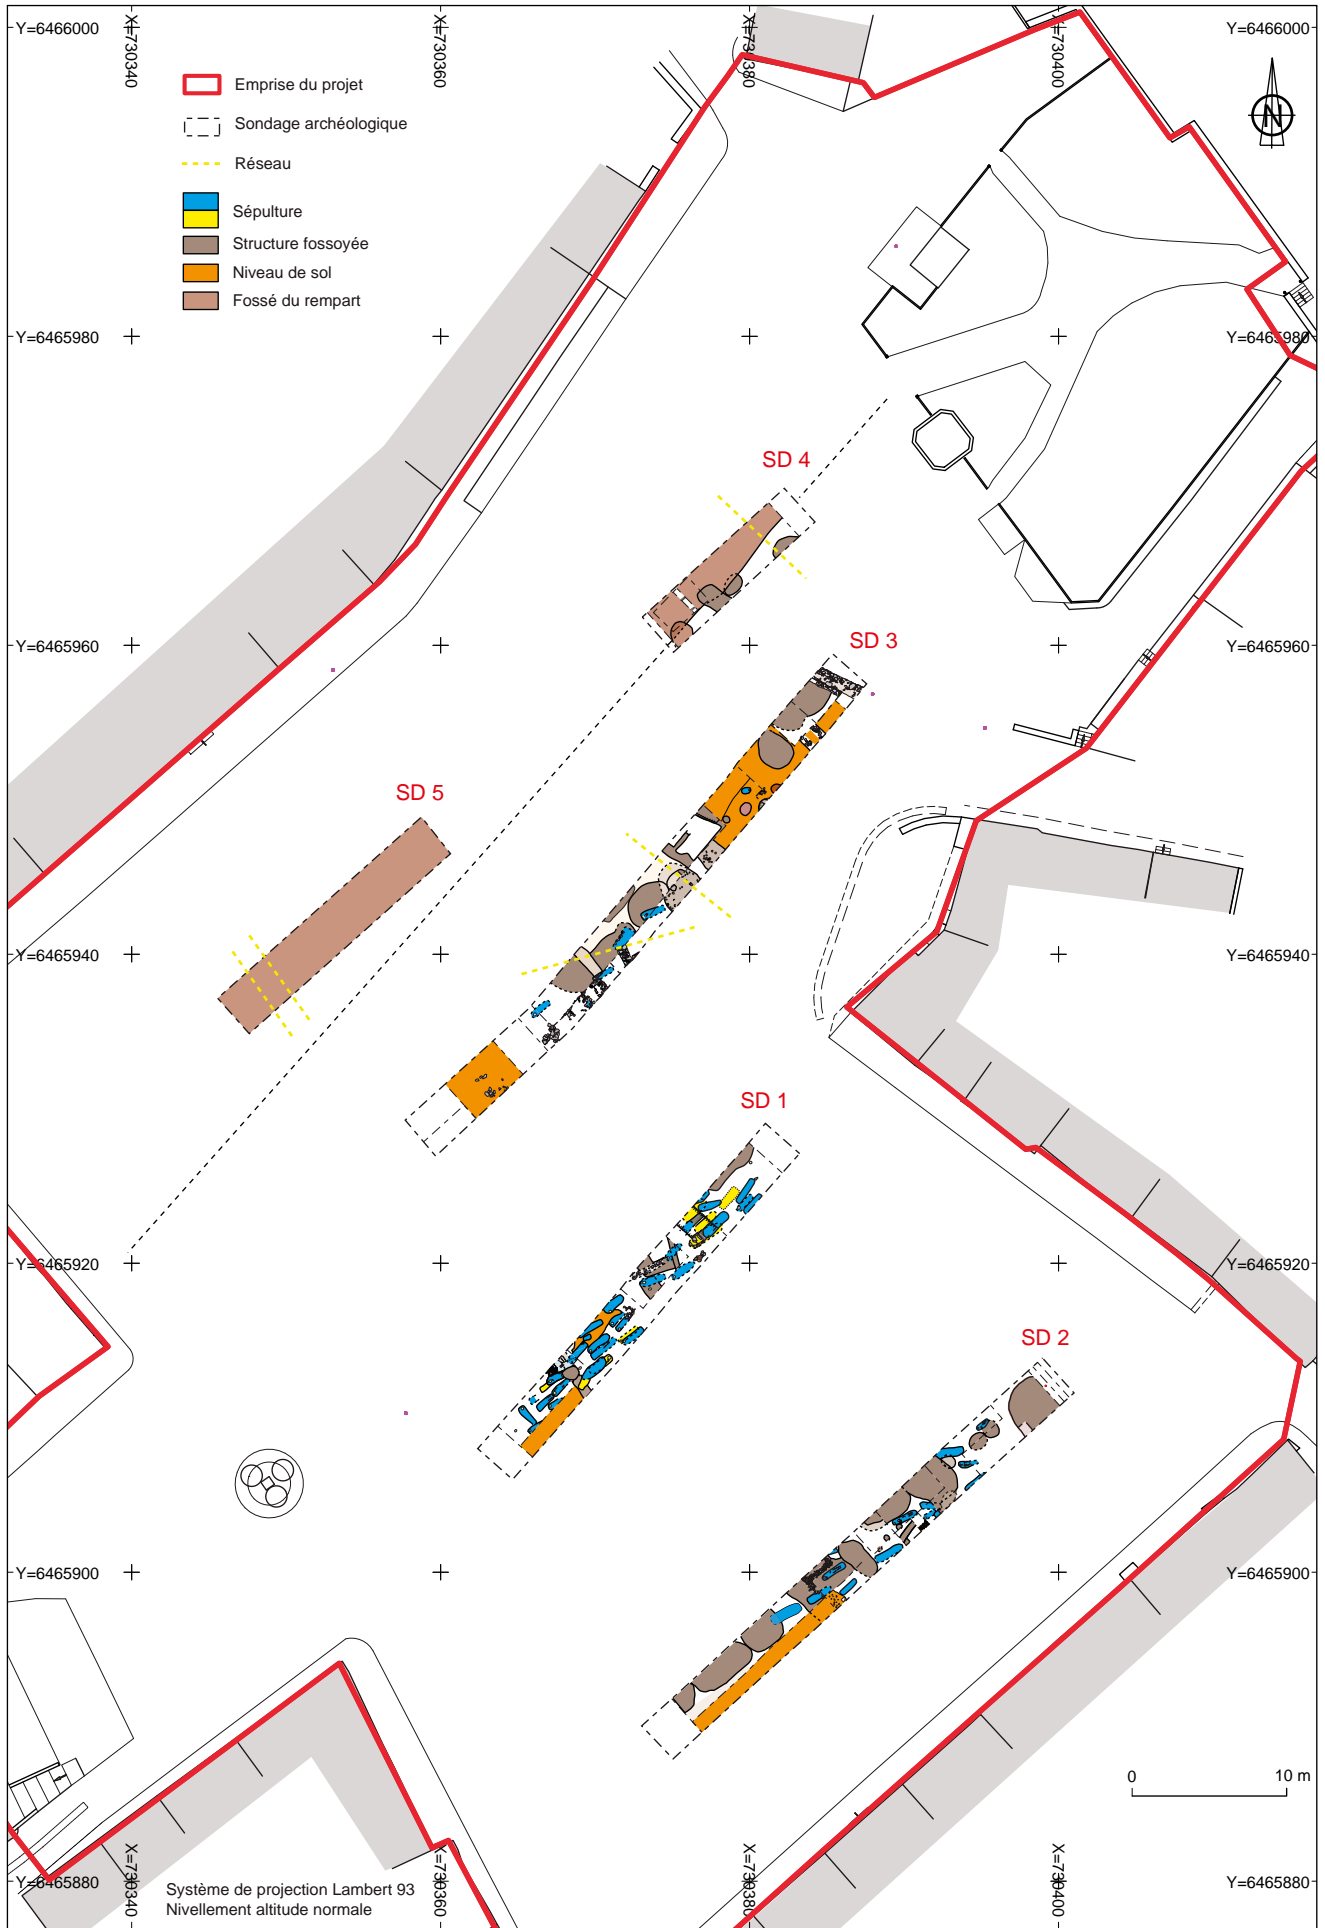 Y=6466000
X=730340
X=730360
X=730380
X=730400
Y=6466000
Emprise du projet
Sondage archéologique
Réseau
Sépulture
Structure fossoyée
Niveau de sol
Fossé du rempart
N
Y=6465980
Y=6465980
SD 4
Y=6465960
SD 3
Y=6465960
SD 5
Y=6465940
Y=6465940
SD 1
Y=6465920
Y=6465920
SD 2
Y=6465900
Y=6465900
0 10 m
X=730340
X=730360
X=730380
X=730400
Y=6465880
Y=6465880
Système de projection Lambert 93
Nivellement altitude normale